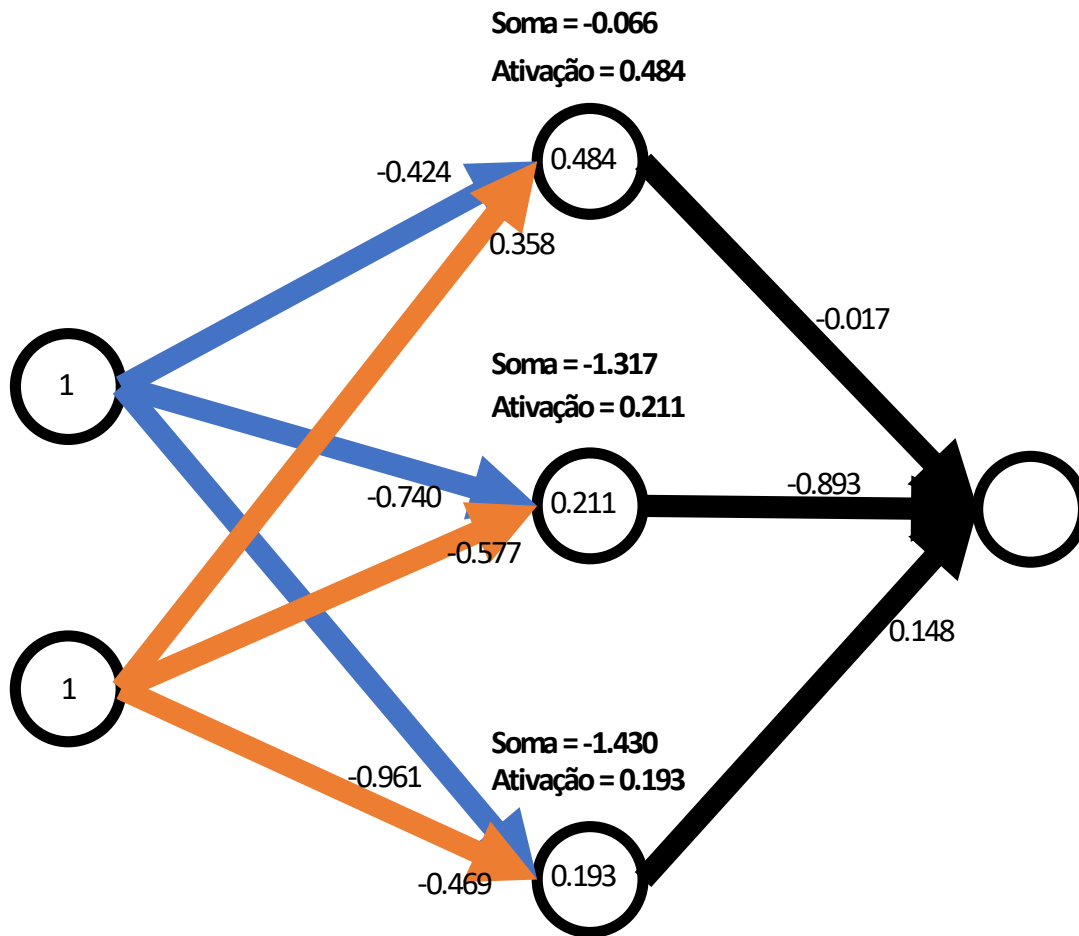 Soma = -0.066
Ativação = 0.484
0.484
-0.424
0.358
-0.017
1
Soma = -1.317
Ativação = 0.211
0.211
-0.740
-0.577
-0.893
1
0.148
Soma = -1.430
Ativação = 0.193
0.193
-0.961
-0.469